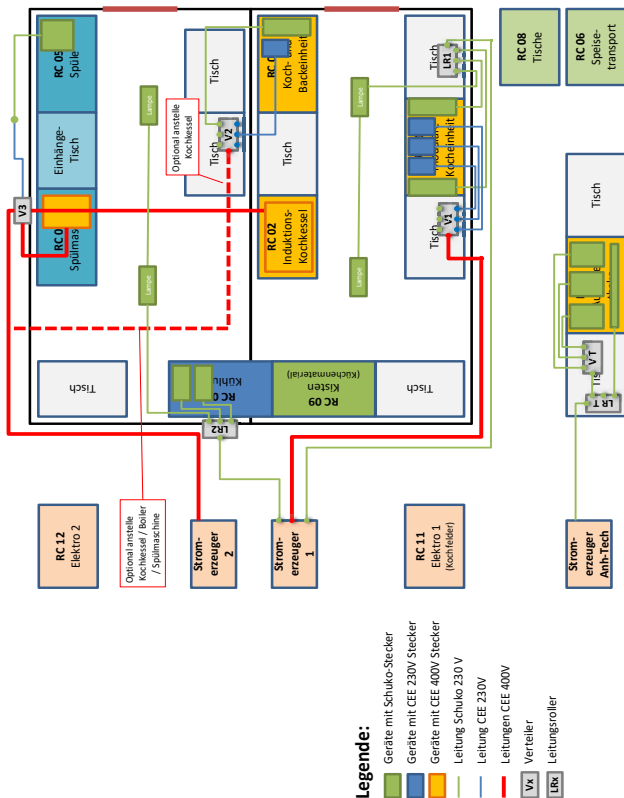 RC 05
Spüle
Einhänge-
Tisch
V3
RC 0
Spülmas
Lampe
Lampe
Tisch
Tisch
V2
Optional anstelle
Kochkessel
RC 0
Koch-
Backeinheit
Tisch
RC 02
Induktions-
Kochkessel
Lampe
Lampe
Tisch
LR1
Kocheinheit
Tisch
V1
RC 08
Tische
RC 06
Speise-
transport
Tisch
V T
LR T
Tisch
RC 0
Kühlu
LR2
RC 09
Kisten
(Küchenmaterial)
Tisch
RC 12
Elektro 2
Optional anstelle
Kochkessel / Boiler
/ Spülmaschine
Strom-
erzeuger
2
Strom-
erzeuger
1
RC 11
Elektro 1
(Kochfelder)
Strom-
erzeuger
Anh-Tech
Legende:
Geräte mit Schuko-Stecker
Geräte mit CEE 230V Stecker
Geräte mit CEE 400V Stecker
Leitung Schuko 230 V
Leitung CEE 230V
Leitungen CEE 400V
Vx Verteiler
LRx Leitungsroller